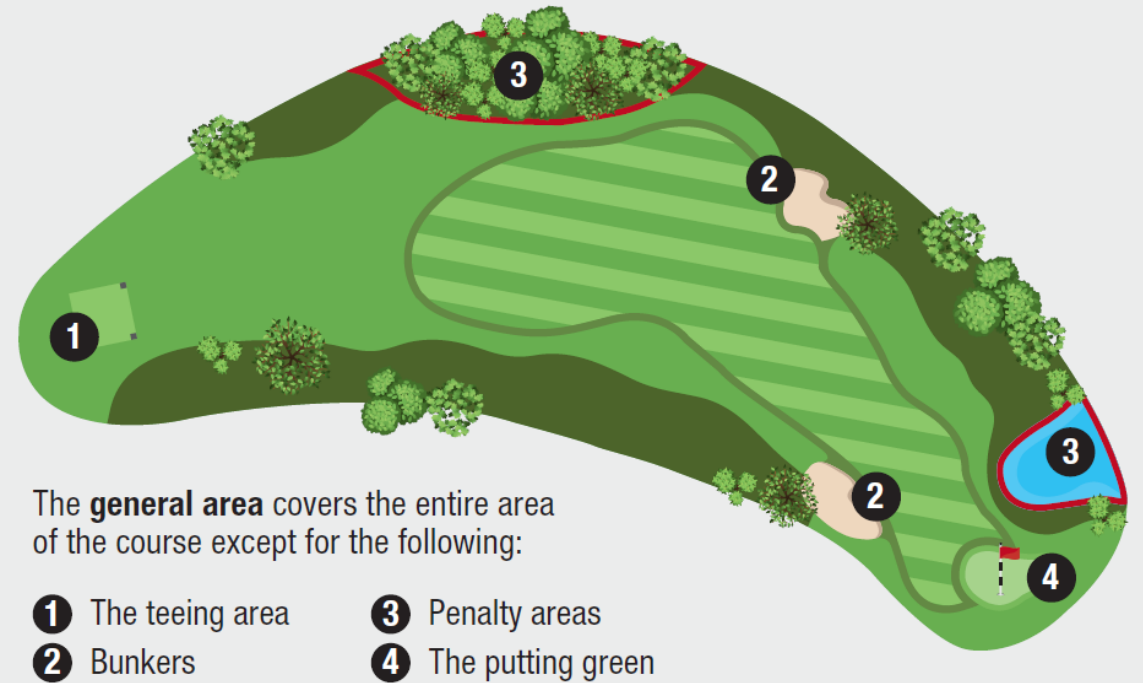 3
2
1
3
2
4
The general area covers the entire area
of the course except for the following:
1 The teeing area
3 Penalty areas
2 Bunkers
4 The putting green